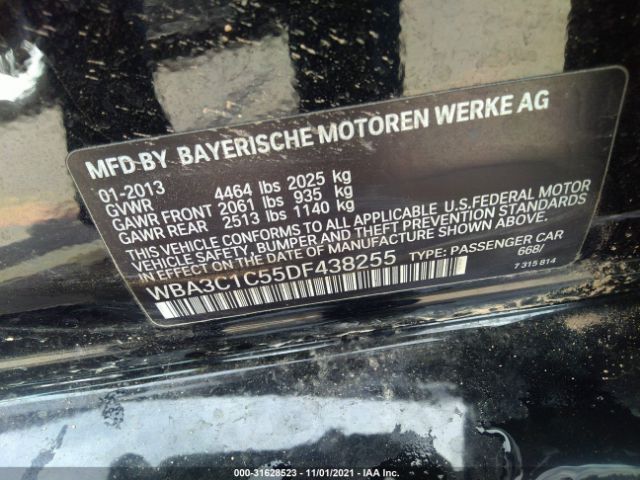 MFD·BY BAYERISCHE MOTOREN WERKE AG
01-2013
GVWR 4464 lbs 2025 kg
GAWR FRONT 2061 lbs 935 kg
GAWR REAR 2513 lbs 1140 kg
THIS VEHICLE CONFORMS TO ALL APPLICABLE U.S.FEDERAL MOTOR
VEHICLE SAFETY, BUMPER AND THEFT PREVENTION STANDARDS
IN EFFECT ON THE DATE OF MANUFACTURE SHOWN ABOVE.
WBA3C1C55DF438255 TYPE: PASSENGER CAR
668/
7 315 814
000-31628523 - 11/01/2021 - IAA Inc.